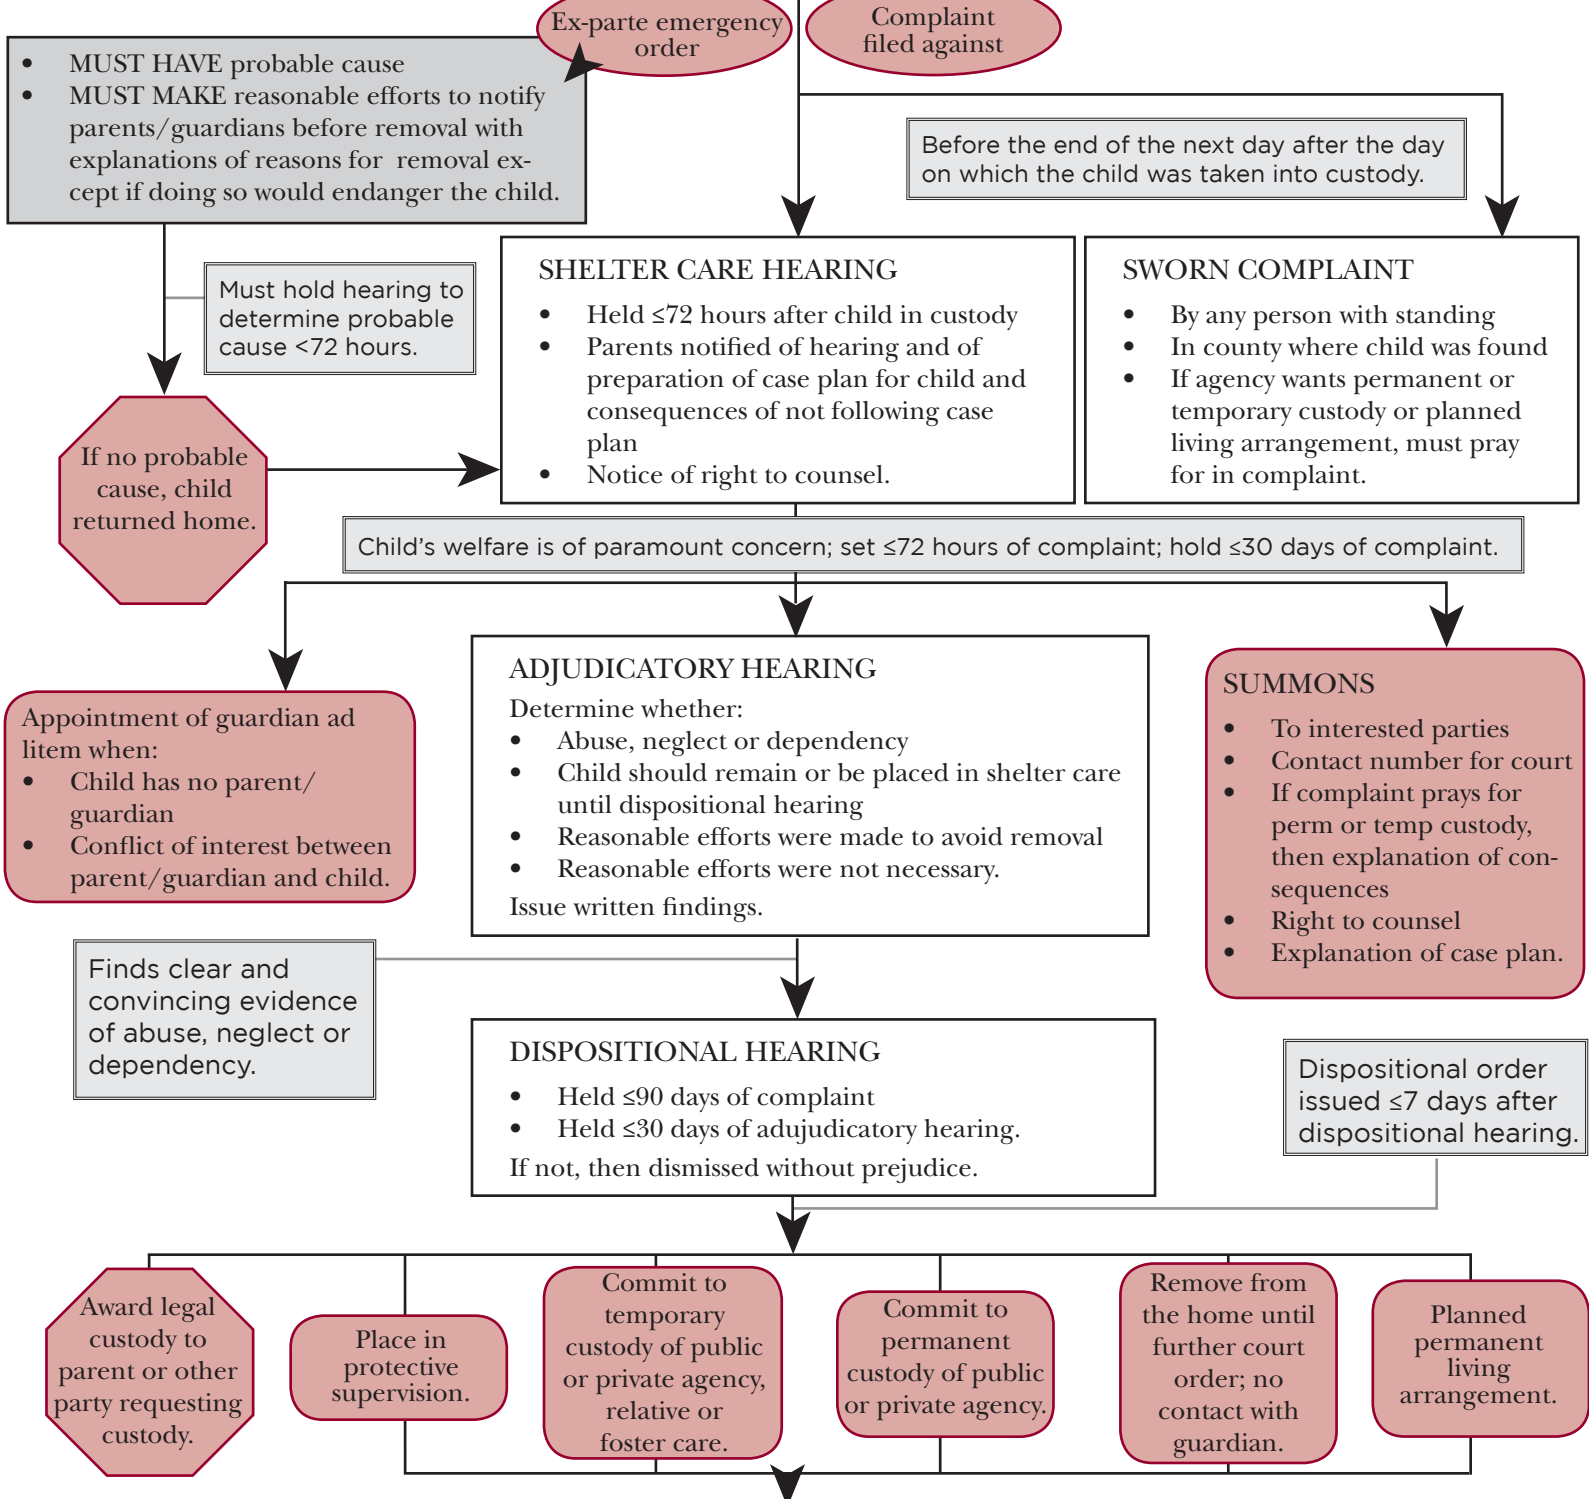 Ex-parte emergency
order
Complaint
filed against
• MUST HAVE probable cause
• MUST MAKE reasonable efforts to notify
parents/guardians before removal with
explanations of reasons for removal ex-
cept if doing so would endanger the child.
Before the end of the next day after the day
on which the child was taken into custody.
Must hold hearing to
determine probable
cause <72 hours.
SHELTER CARE HEARING
• Held ≤72 hours after child in custody
• Parents notified of hearing and of
preparation of case plan for child and
consequences of not following case
plan
• Notice of right to counsel.
SWORN COMPLAINT
• By any person with standing
• In county where child was found
• If agency wants permanent or
temporary custody or planned
living arrangement, must pray
for in complaint.
If no probable
cause, child
returned home.
Child’s welfare is of paramount concern; set ≤72 hours of complaint; hold ≤30 days of complaint.
Appointment of guardian ad
litem when:
• Child has no parent/
guardian
• Conflict of interest between
parent/guardian and child.
ADJUDICATORY HEARING
Determine whether:
• Abuse, neglect or dependency
• Child should remain or be placed in shelter care
until dispositional hearing
• Reasonable efforts were made to avoid removal
• Reasonable efforts were not necessary.
Issue written findings.
SUMMONS
• To interested parties
• Contact number for court
• If complaint prays for
perm or temp custody,
then explanation of con-
sequences
• Right to counsel
• Explanation of case plan.
Finds clear and
convincing evidence
of abuse, neglect or
dependency.
DISPOSITIONAL HEARING
• Held ≤90 days of complaint
• Held ≤30 days of adujudicatory hearing.
If not, then dismissed without prejudice.
Dispositional order
issued ≤7 days after
dispositional hearing.
Award legal
custody to
parent or other
party requesting
custody.
Place in
protective
supervision.
Commit to
temporary
custody of public
or private agency,
relative or
foster care.
Commit to
permanent
custody of public
or private agency.
Remove from
the home until
further court
order; no
contact with
guardian.
Planned
permanent
living
arrangement.